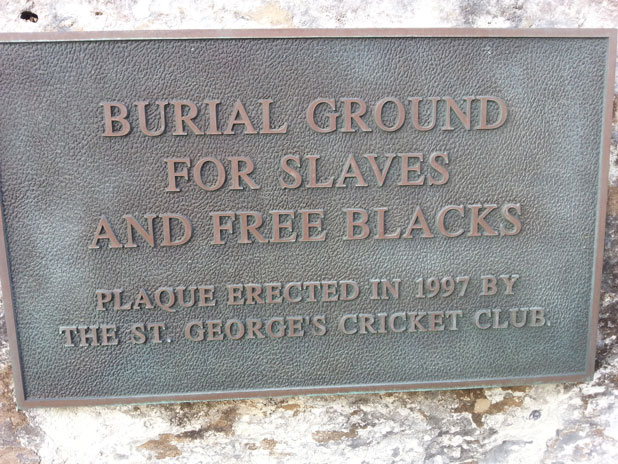 BURIAL GROUND
FOR SLAVES
AND FREE BLACKS
PLAQUE ERECTED IN 1997 BY
THE ST. GEORGE'S CRICKET CLUB.